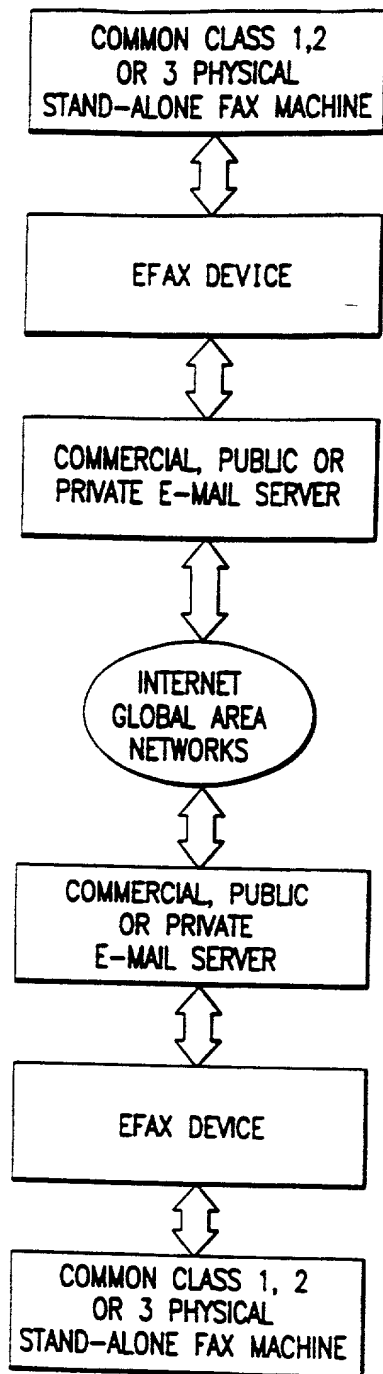 COMMON CLASS 1,2
OR 3 PHYSICAL
STAND-ALONE FAX MACHINE
EFAX DEVICE
COMMERCIAL, PUBLIC OR
PRIVATE E-MAIL SERVER
INTERNET
GLOBAL AREA
NETWORKS
COMMERCIAL, PUBLIC
OR PRIVATE
E-MAIL SERVER
EFAX DEVICE
COMMON CLASS 1, 2
OR 3 PHYSICAL
STAND-ALONE FAX MACHINE